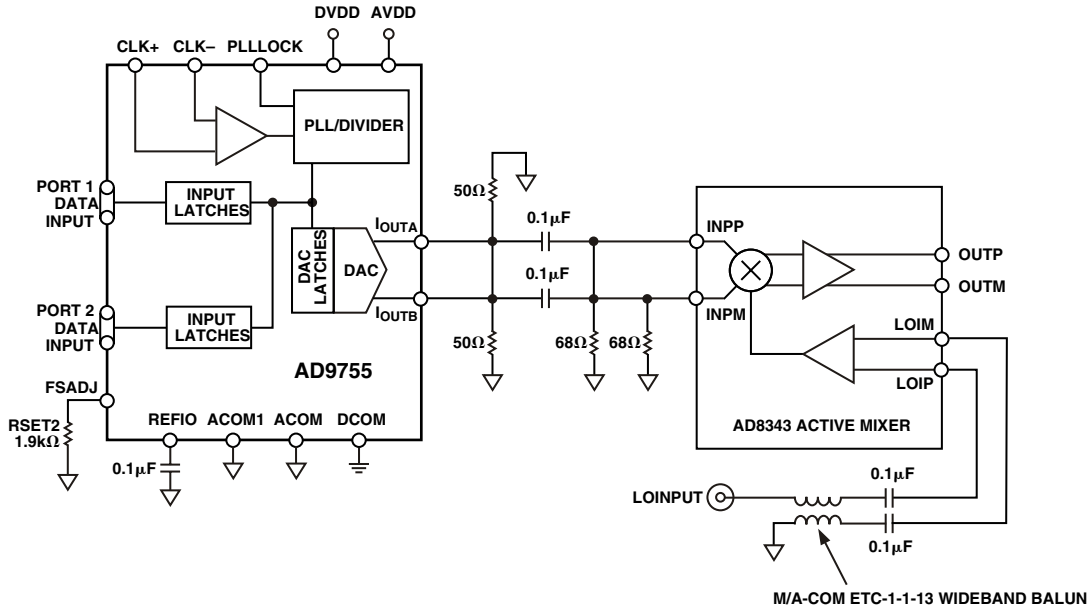 DVDD AVDD
CLK+ CLK– PLLLOCK
PLL/DIVIDER
PORT 1
DATA
INPUT
INPUT
LATCHES
50Ω
0.1µF
IOUTA
INPP
DAC
LATCHES
DAC
OUTP
0.1µF
OUTM
IOUTB
INPM
PORT 2
DATA
INPUT
INPUT
LATCHES
LOIM
50Ω
68Ω
68Ω
AD9755
LOIP
FSADJ
REFIO ACOM1 ACOM DCOM
AD8343 ACTIVE MIXER
RSET2
1.9kΩ
0.1µF
0.1µF
LOINPUT
0.1µF
M/A-COM ETC-1-1-13 WIDEBAND BALUN